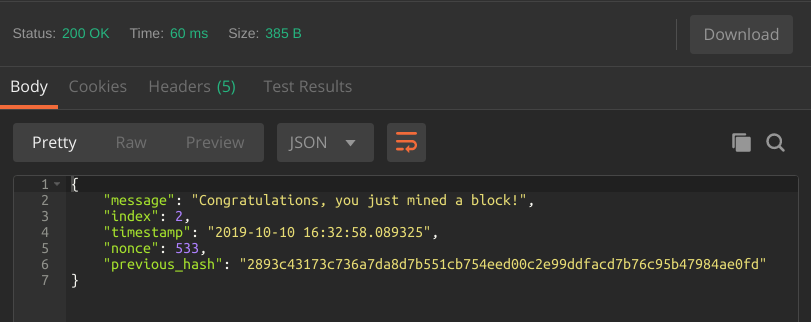 Status: 200 OK Time: 60 ms Size: 385 B Download
Body Cookies Headers (5) Test Results
Pretty Raw Preview JSON
1 {
2 "message": "Congratulations, you just mined a block!",
3 "index": 2,
4 "timestamp": "2019-10-10 16:32:58.089325",
5 "nonce": 533,
6 "previous_hash": "2893c43173c736a7da8d7b551cb754eed00c2e99ddfacd7b76c95b47984ae0fd"
7 }